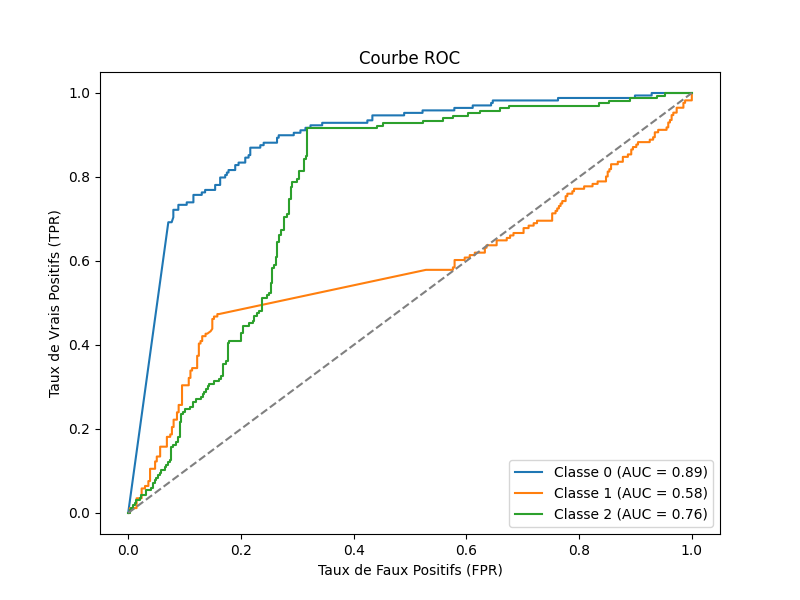 Courbe ROC
Taux de Vrais Positifs (TPR)
1.0
0.8
0.6
0.4
0.2
0.0
0.0 0.2 0.4 0.6 0.8 1.0
Taux de Faux Positifs (FPR)
Classe 0 (AUC = 0.89)
Classe 1 (AUC = 0.58)
Classe 2 (AUC = 0.76)